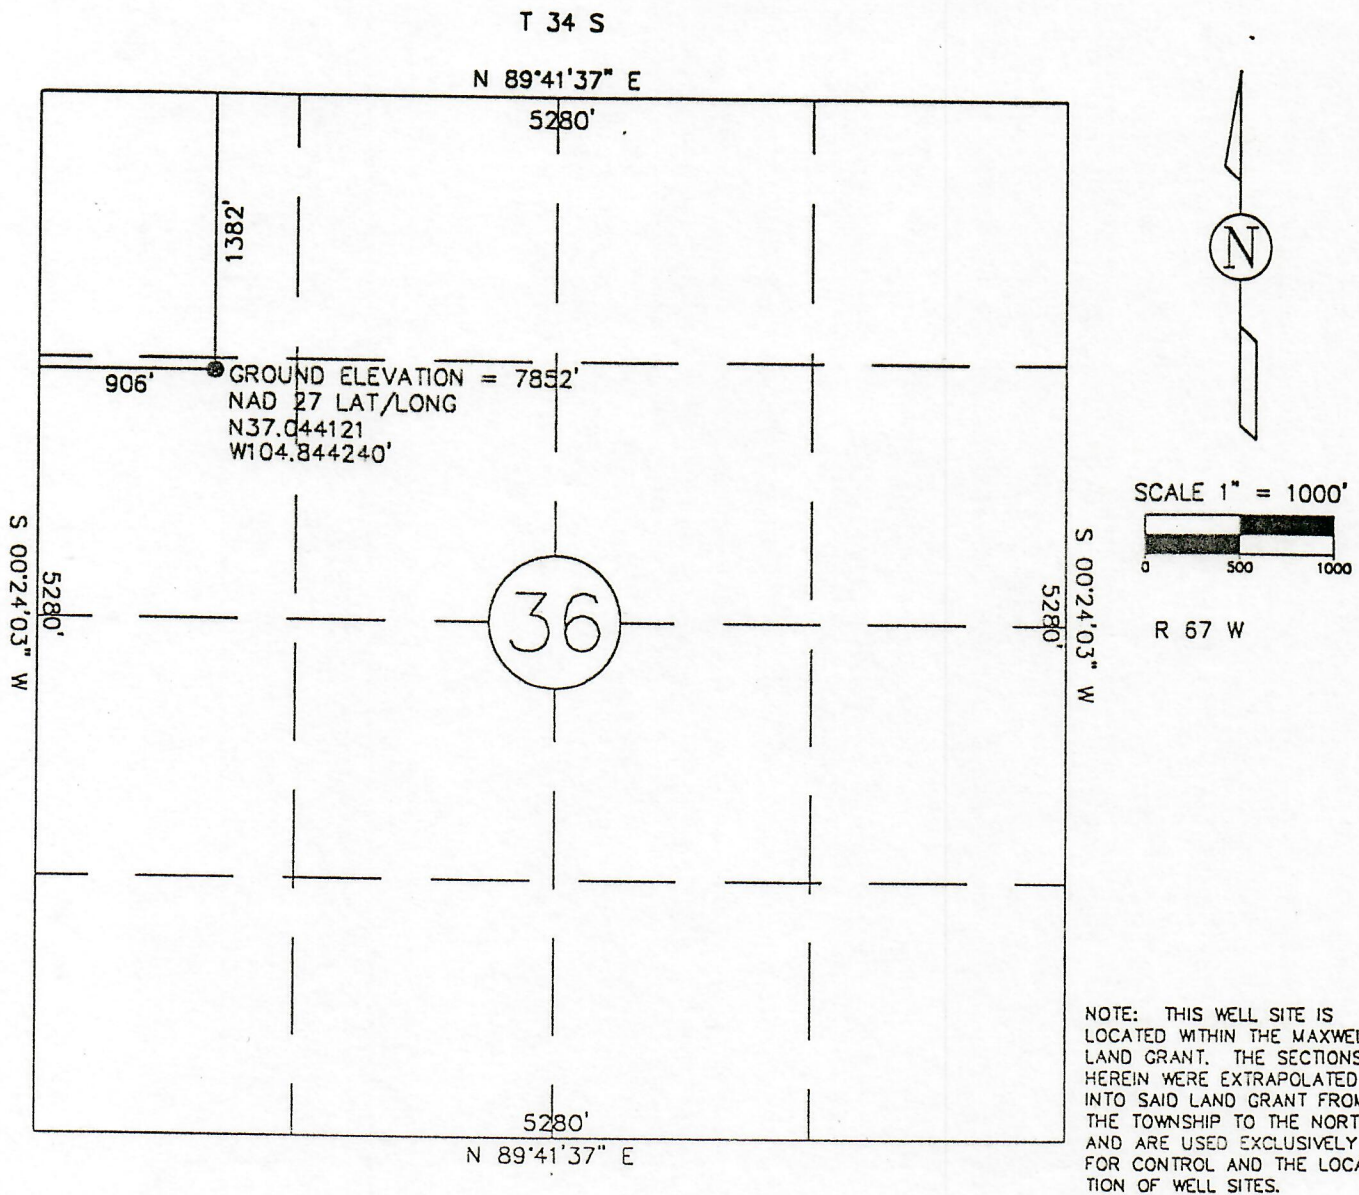 T 34 S
N 89°41'37" E
5280'
1382'
906'
GROUND ELEVATION = 7852'
NAD 27 LAT/LONG
N37.044121
W104.844240'
S 00°24'03" W
5280'
36
5280'
S 00°24'03" W
N
SCALE 1" = 1000'
0 500 1000
R 67 W
5280'
N 89°41'37" E
NOTE: THIS WELL SITE IS
LOCATED WITHIN THE
LAND GRANT. THE SECTIONS
HEREIN WERE EXTRAPOLATED
INTO SAID LAND GRANT FROM
THE TOWNSHIP TO THE
AND ARE USED EXCLUSIVELY
FOR CONTROL AND THE
TION OF WELL SITES.